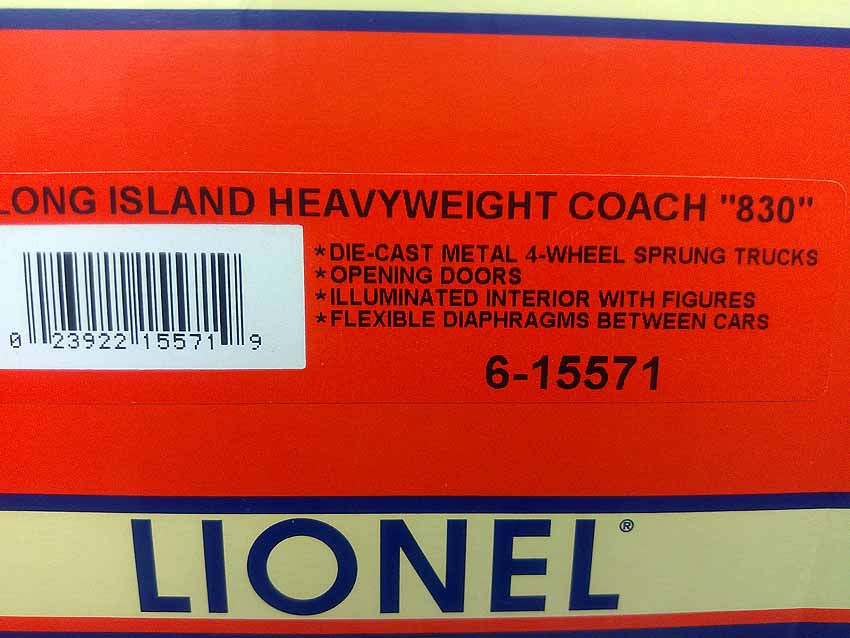 LONG ISLAND HEAVYWEIGHT COACH "830"
*DIE-CAST METAL 4-WHEEL SPRUNG TRUCKS
*OPENING DOORS
*ILLUMINATED INTERIOR WITH FIGURES
*FLEXIBLE DIAPHRAGMS BETWEEN CARS
0 23922 15571 9
6-15571
LIONEL®